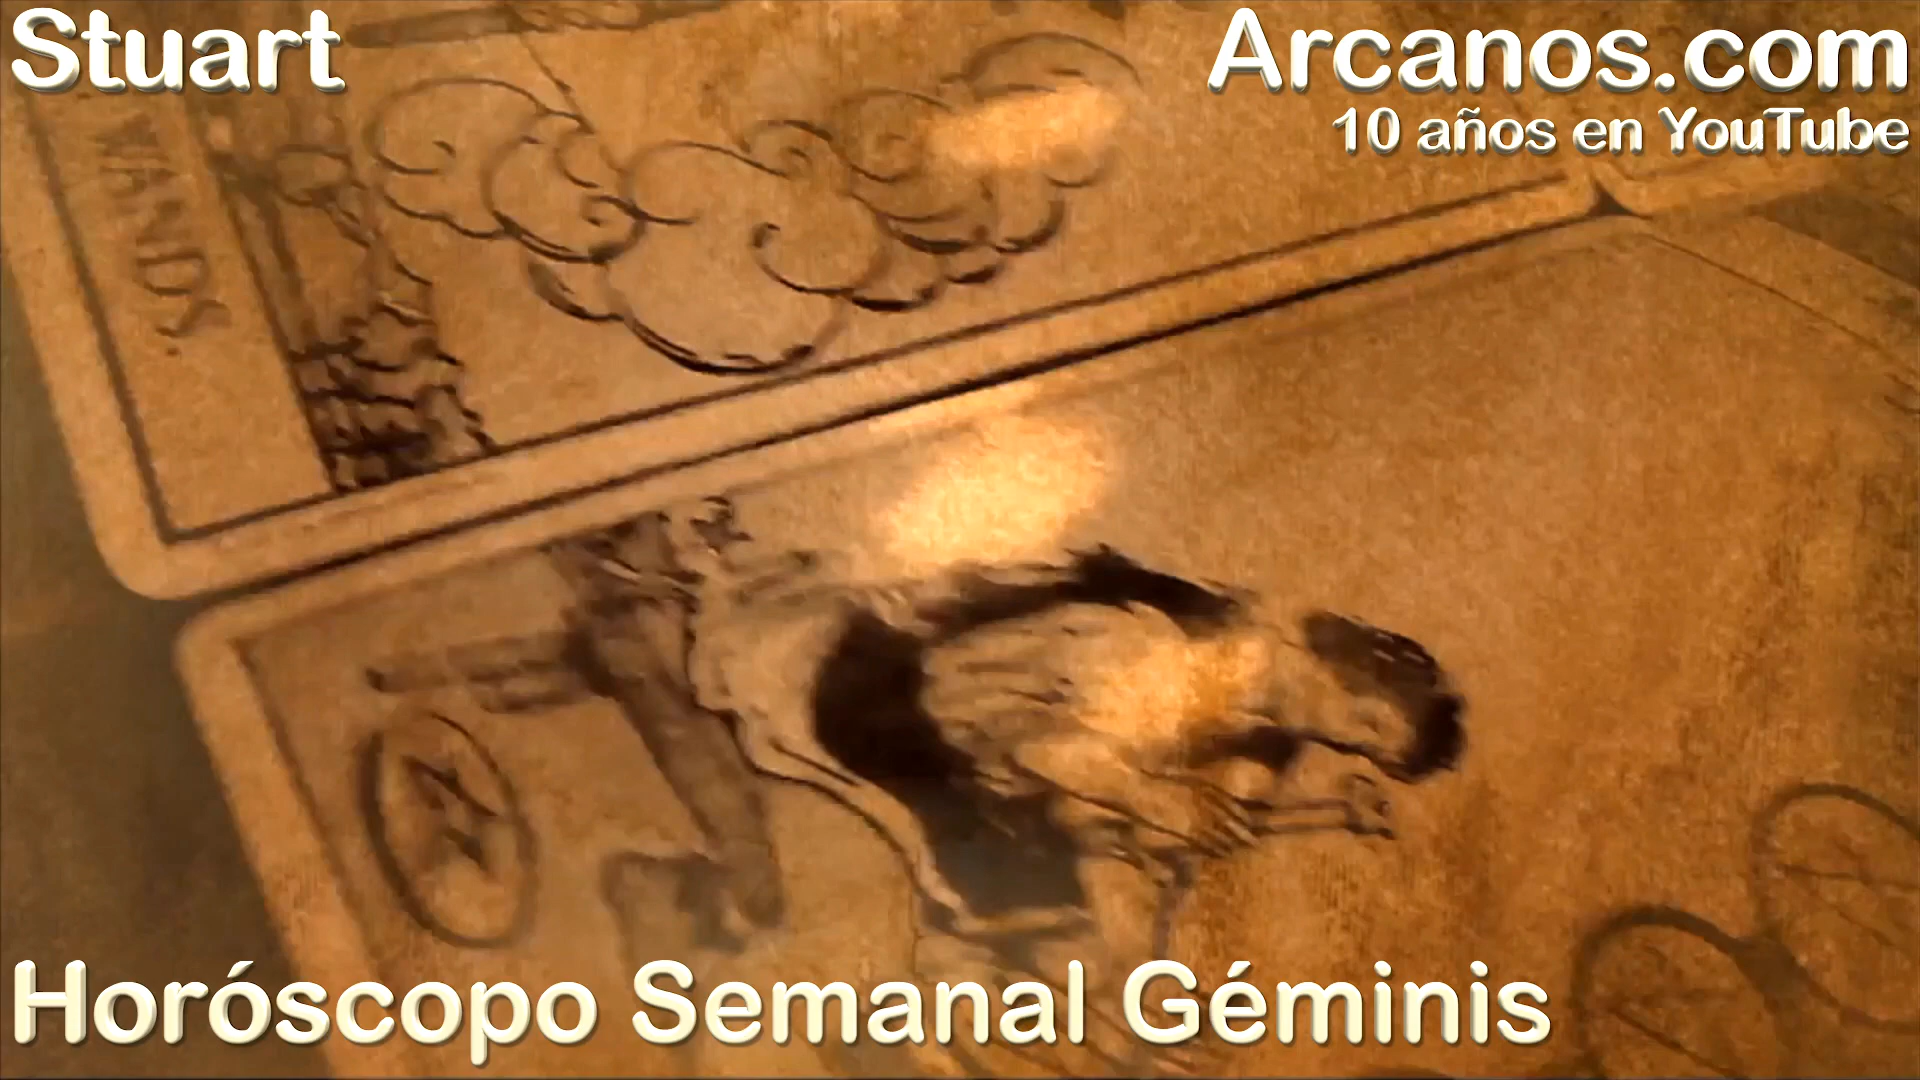 Stuart
Arcanos.com
10 años en YouTube
WANDS.
Horóscopo Semanal Géminis